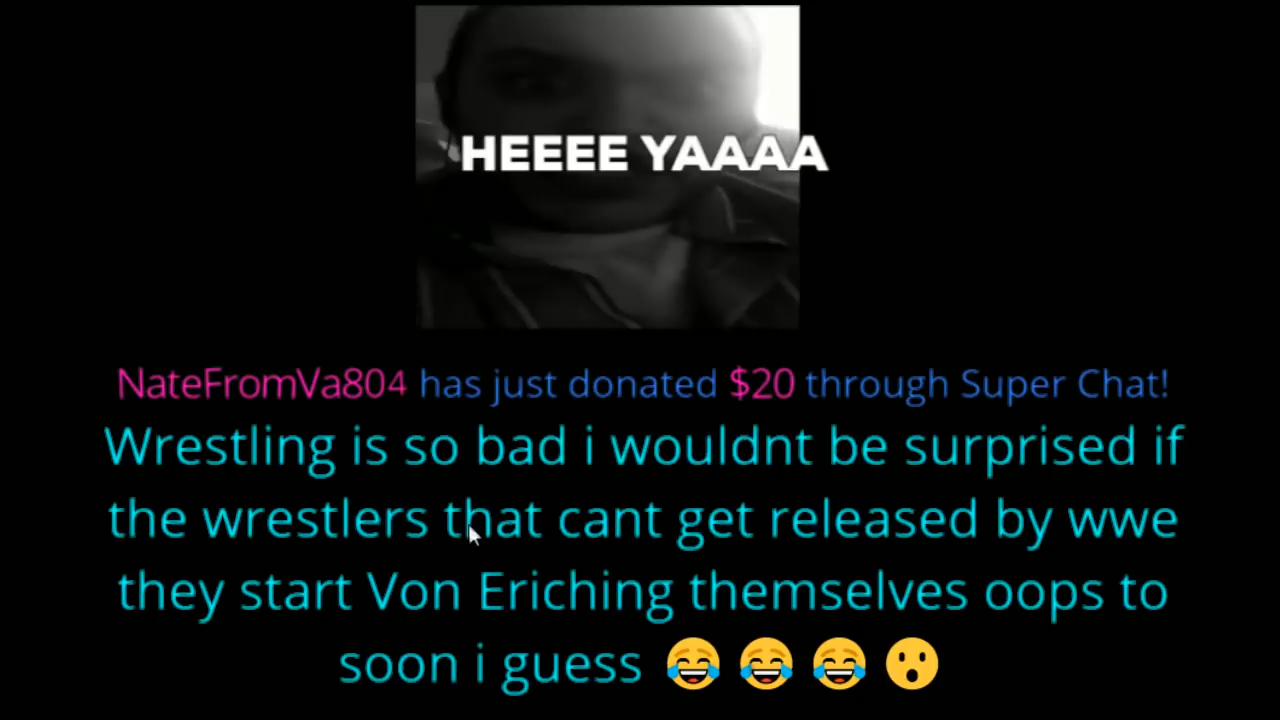 HEEEE YAAAA
NateFromVa804 has just donated $20 through Super Chat!
Wrestling is so bad i wouldnt be surprised if
the wrestlers that cant get released by wwe
they start Von Eriching themselves oops to
soon i guess 😂 😂 😂 😮